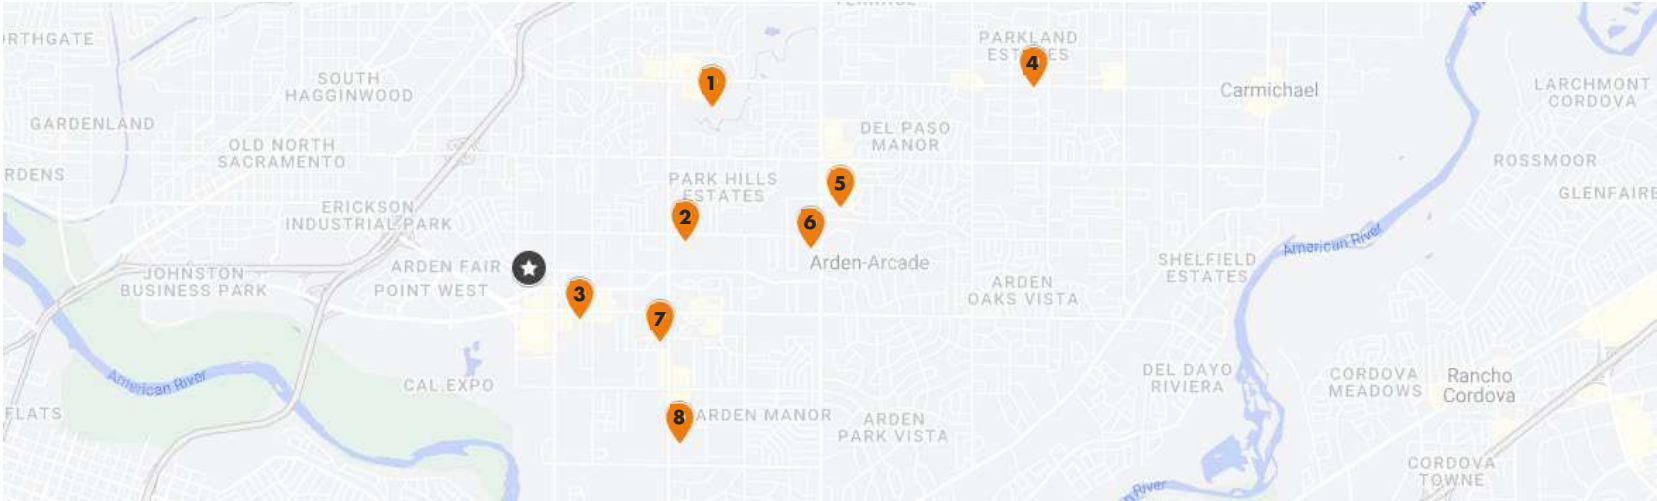 TERRACE
ORTHGATE
PARKLAND
ESTATES
1
4
SOUTH
HAGGINWOOD
Carmichael
LARCHMONT
CORDOVA
GARDENLAND
DEL PASO
MANOR
OLD NORTH
SACRAMENTO
ROSSMOOR
RDENS
PARK HILLS
ESTATES
5
GLENFAIRE
ERICKSON
INDUSTRIAL PARK
2
6
American River
ARDEN FAIR
POINT WEST
Arden-Arcade
SHELFIELD
ESTATES
JOHNSTON
BUSINESS PARK
ARDEN
OAKS VISTA
3
7
American River
CAL EXPO
DEL DAYO
RIVIERA
CORDOVA
MEADOWS
Rancho
Cordova
FLATS
8
ARDEN MANOR
ARDEN
PARK VISTA
CORDOVA
TOWNE
River